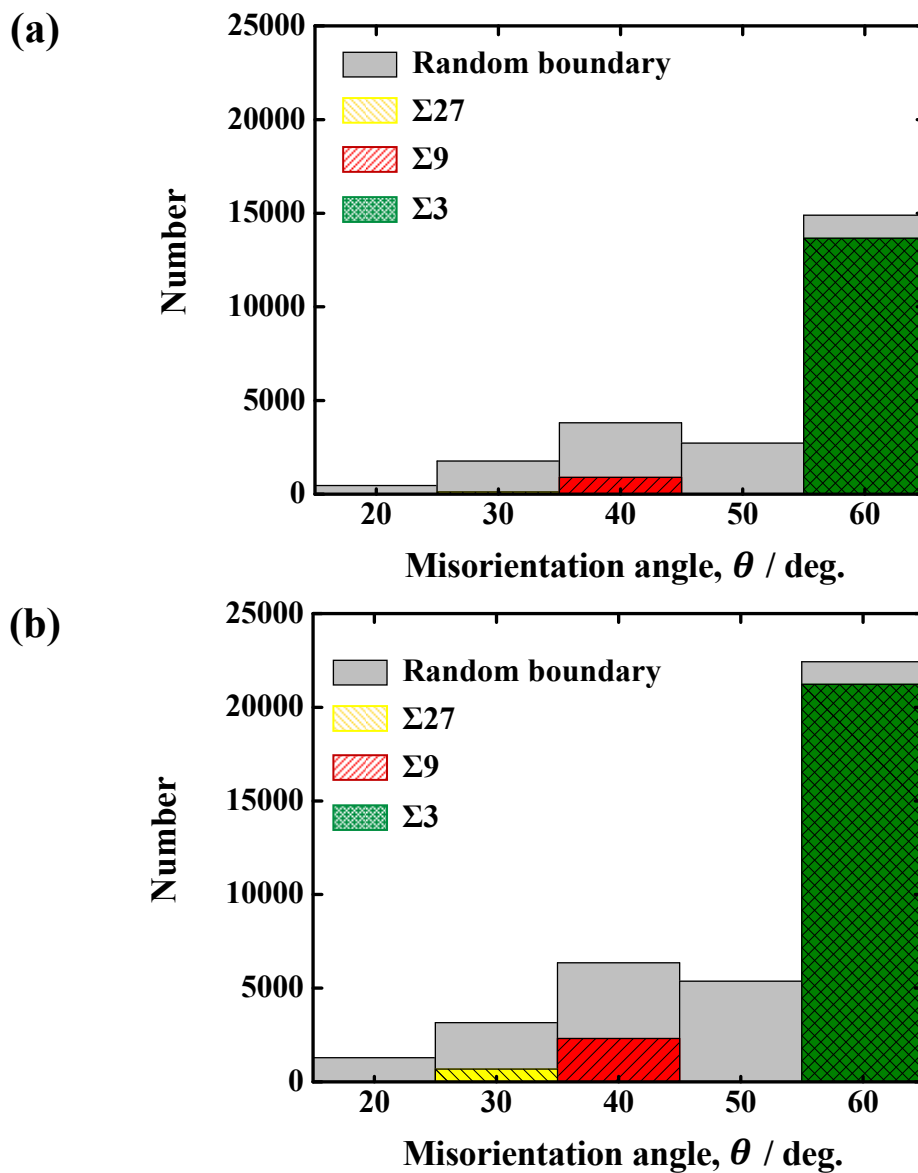 (a)
25000
20000
15000
10000
5000
0
Number
Random boundary
Σ27
Σ9
Σ3
20 30 40 50 60
Misorientation angle, θ / deg.
(b)
25000
20000
15000
10000
5000
0
Number
Random boundary
Σ27
Σ9
Σ3
20 30 40 50 60
Misorientation angle, θ / deg.